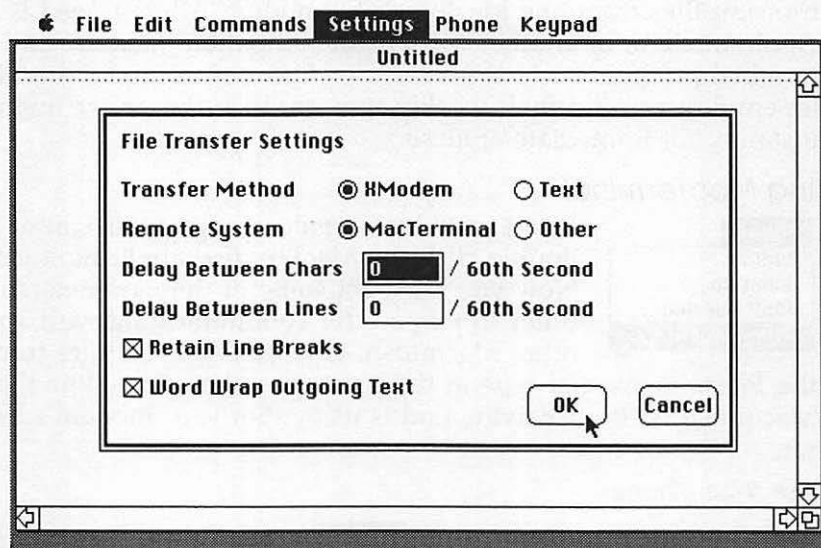 File Edit Commands Settings Phone Keypad
Untitled
File Transfer Settings
Transfer Method XModem Text
Remote System MacTerminal Other
Delay Between Chars 0 / 60th Second
Delay Between Lines 0 / 60th Second
Retain Line Breaks
Word Wrap Outgoing Text
OK Cancel